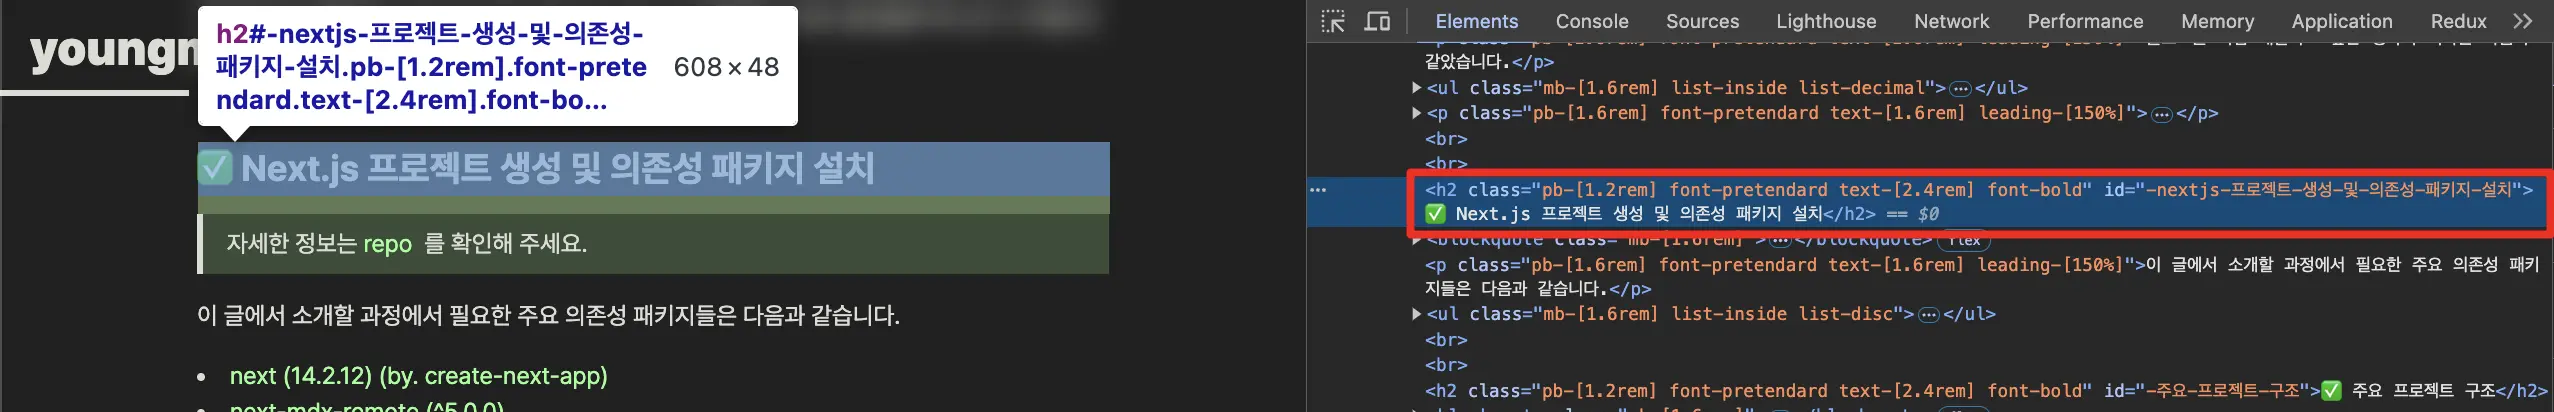 youngm
h2#-nextjs-프로젝트-생성-및-의존성-
패키지-설치.pb-[1.2rem].font-prete
ndard.text-[2.4rem].font-bo...
608 × 48
✅ Next.js 프로젝트 생성 및 의존성 패키지 설치
자세한 정보는 repo 를 확인해 주세요.
이 글에서 소개할 과정에서 필요한 주요 의존성 패키지들은 다음과 같습니다.
• next (14.2.12) (by. create-next-app)
• next-mdx-remote (^5.0.0)
Elements Console Sources Lighthouse Network Performance Memory Application Redux
같았습니다.</p>
<ul class="mb-[1.6rem] list-inside list-decimal">…</ul>
<p class="pb-[1.6rem] font-pretendard text-[1.6rem] leading-[150%]">…</p>
<br>
<br>
<h2 class="pb-[1.2rem] font-pretendard text-[2.4rem] font-bold" id="-nextjs-프로젝트-생성-및-의존성-패키지-설치">
✅ Next.js 프로젝트 생성 및 의존성 패키지 설치</h2> == $0
<blockquote class="mb-[1.6rem]">…</blockquote> flex
<p class="pb-[1.6rem] font-pretendard text-[1.6rem] leading-[150%]">이 글에서 소개할 과정에서 필요한 주요 의존성 패키
지들은 다음과 같습니다.</p>
<ul class="mb-[1.6rem] list-inside list-disc">…</ul>
<br>
<br>
<h2 class="pb-[1.2rem] font-pretendard text-[2.4rem] font-bold" id="-주요-프로젝트-구조">✅ 주요 프로젝트 구조</h2>